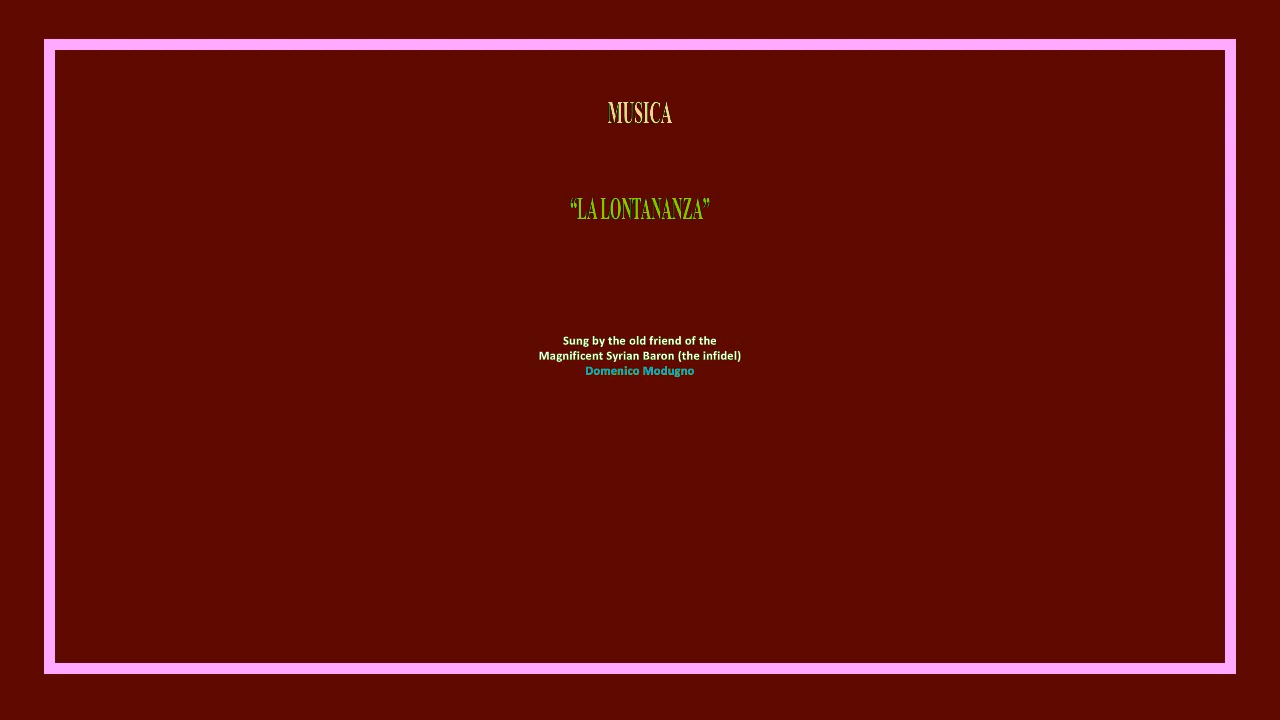 MUSICA
“LA LONTANANZA”
Sung by the old friend of the
Magnificent Syrian Baron (the infidel)
Domenico Modugno